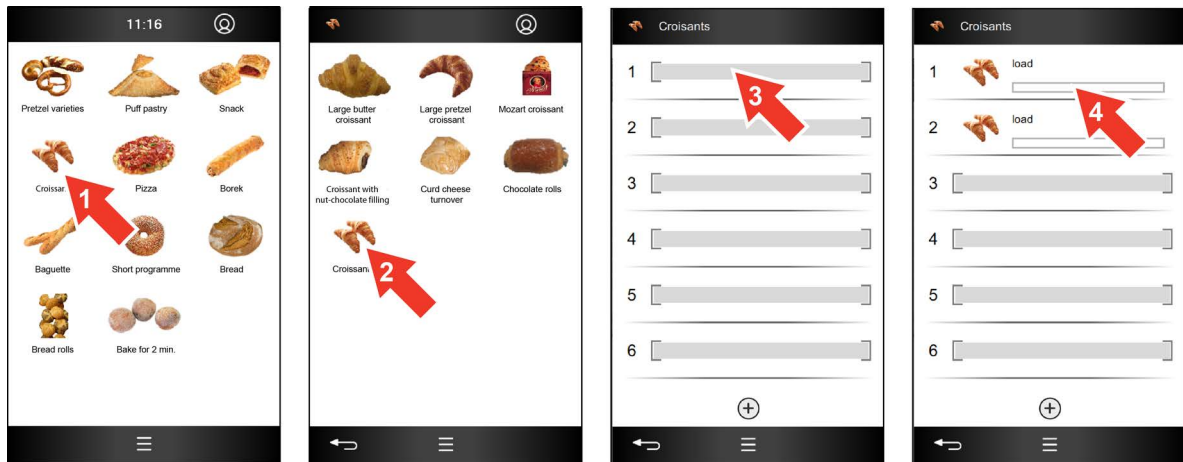 11:16
Pretzel varieties
Puff pastry
Snack
1
Pizza
Borek
Baguette
Short programme
Bread
Bread rolls
Bake for 2 min.
Large butter
croissant
Large pretzel
croissant
Mozart croissant
Croissant with
nut-chocolate filling
Curd cheese
turnover
Chocolate rolls
2
Croisants
1
3
2
3
4
5
6
Croisants
1
load
4
2
load
3
4
5
6